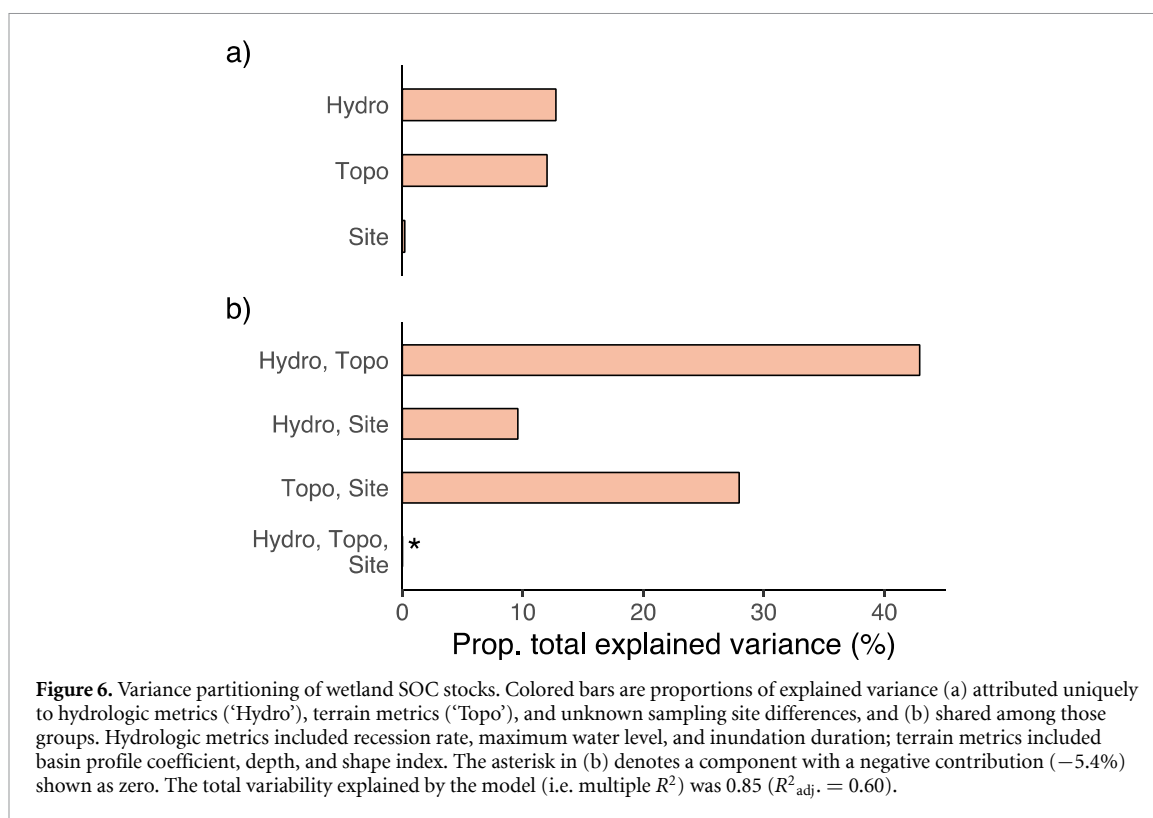 a)
Hydro
Topo
Site
b)
Hydro, Topo
Hydro, Site
Topo, Site
Hydro, Topo,
Site
*
0 10 20 30 40
Prop. total explained variance (%)
Figure 6. Variance partitioning of wetland SOC stocks. Colored bars are proportions of explained variance (a) attributed uniquely
to hydrologic metrics (‘Hydro’), terrain metrics (‘Topo’), and unknown sampling site differences, and (b) shared among those
groups. Hydrologic metrics included recession rate, maximum water level, and inundation duration; terrain metrics included
basin profile coefficient, depth, and shape index. The asterisk in (b) denotes a component with a negative contribution (−5.4%)
shown as zero. The total variability explained by the model (i.e. multiple R²) was 0.85 (R²adj. = 0.60).